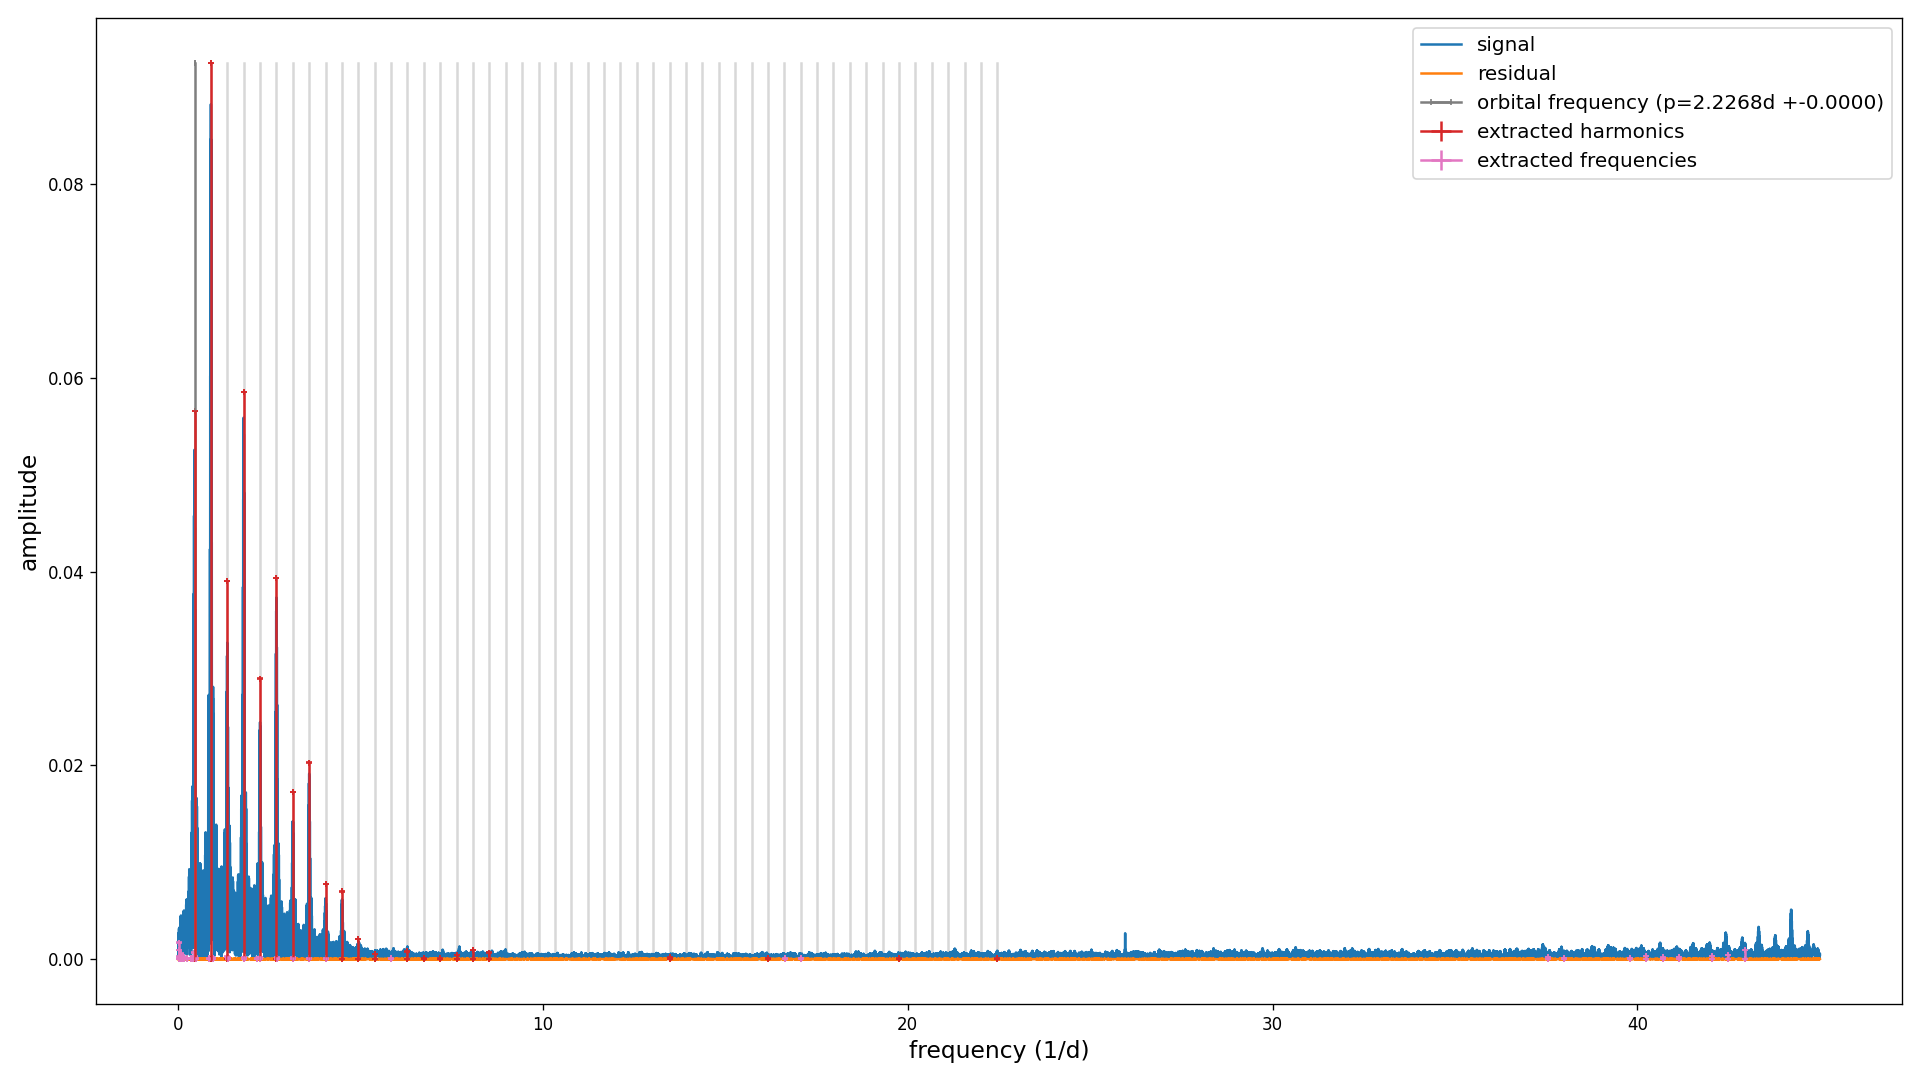 signal
residual
orbital frequency (p=2.2268d +-0.0000)
extracted harmonics
extracted frequencies
amplitude
0.08
0.06
0.04
0.02
0.00
0
10
20
30
40
frequency (1/d)